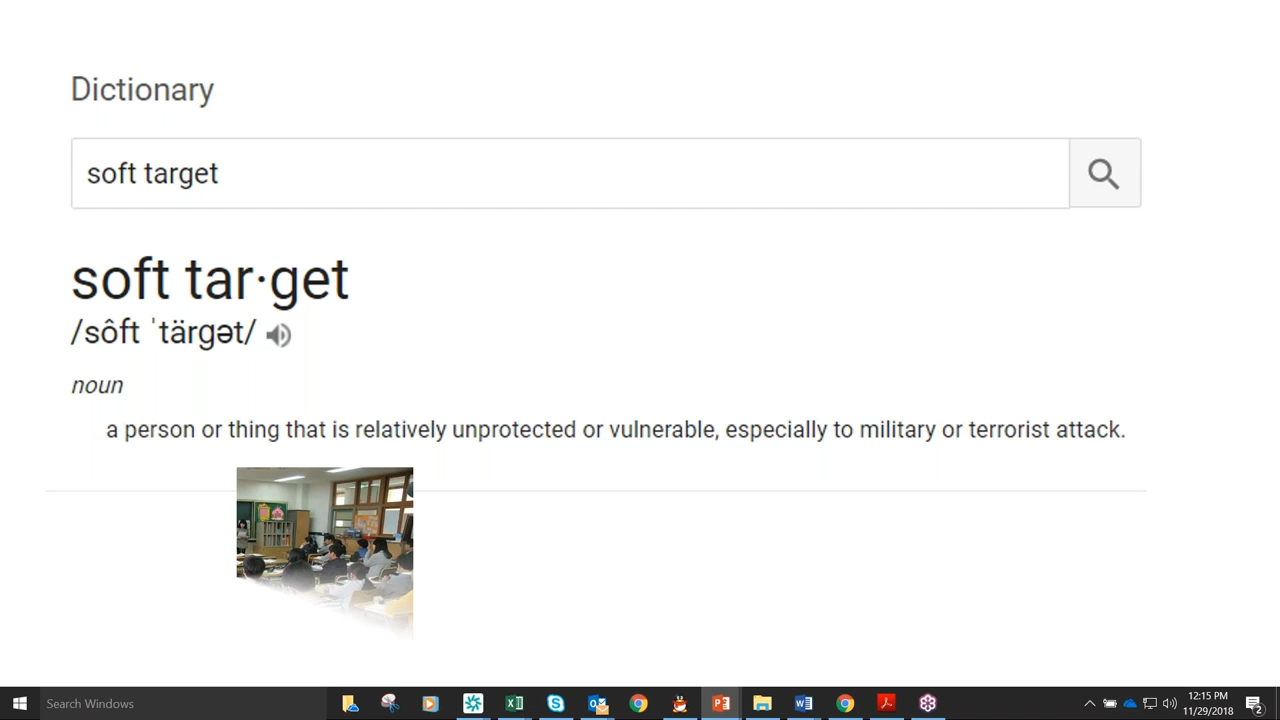 Dictionary
soft target
soft tar·get
/sôft ˈtärɡət/
noun
a person or thing that is relatively unprotected or vulnerable, especially to military or terrorist attack.
Search Windows
12:15 PM
11/29/2018
2